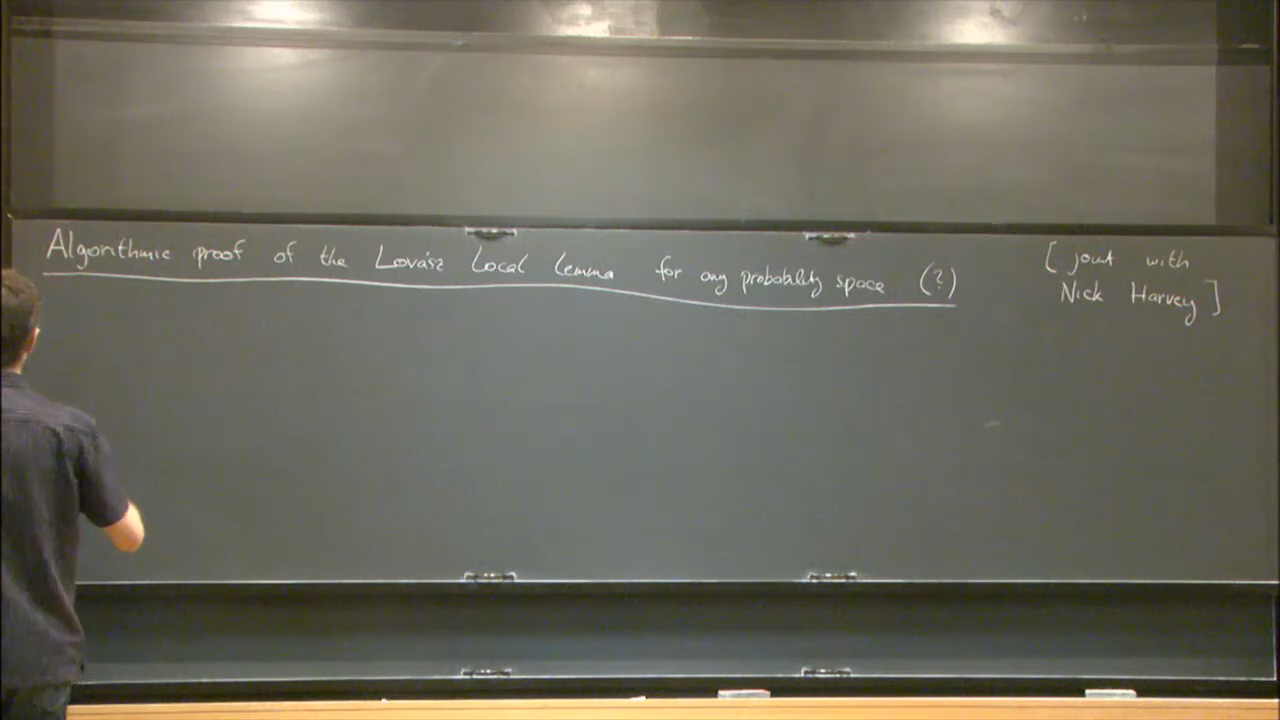 Algorithmic proof of the Lovász Local Lemma for any probability space (?)
[joint with
Nick Harvey]